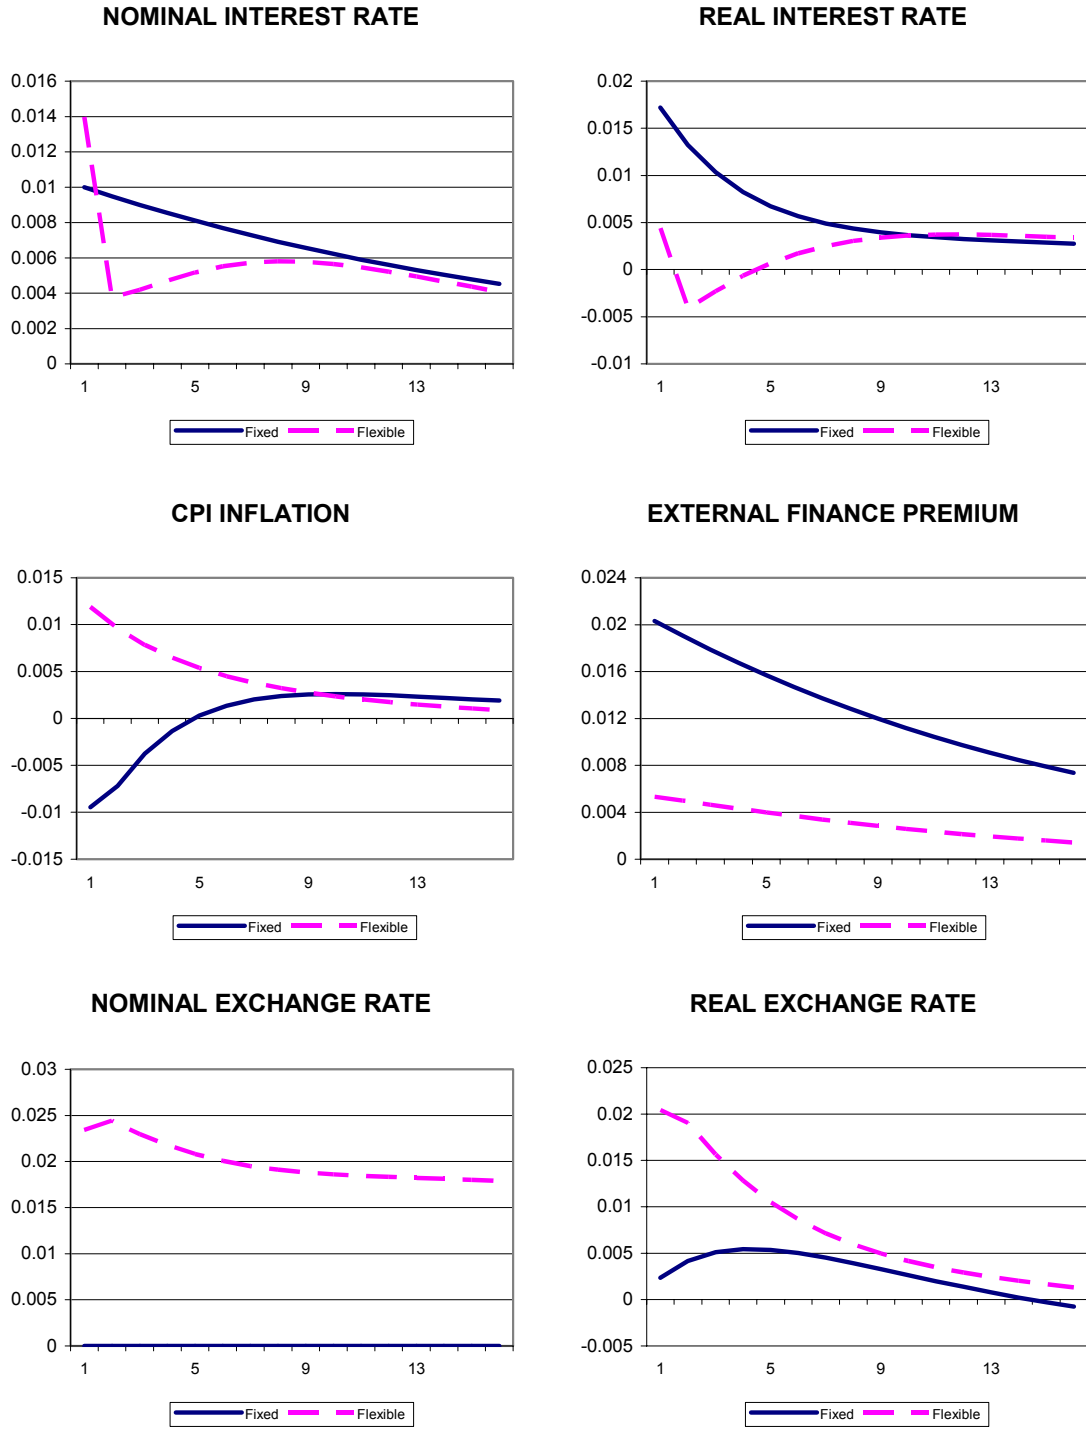 NOMINAL INTEREST RATE
0.016
0.014
0.012
0.01
0.008
0.006
0.004
0.002
0
1 5 9 13
Fixed Flexible
REAL INTEREST RATE
0.02
0.015
0.01
0.005
0
-0.005
-0.01
1 5 9 13
Fixed Flexible
CPI INFLATION
0.015
0.01
0.005
0
-0.005
-0.01
-0.015
1 5 9 13
Fixed Flexible
EXTERNAL FINANCE PREMIUM
0.024
0.02
0.016
0.012
0.008
0.004
0
1 5 9 13
Fixed Flexible
NOMINAL EXCHANGE RATE
0.03
0.025
0.02
0.015
0.01
0.005
0
1 5 9 13
Fixed Flexible
REAL EXCHANGE RATE
0.025
0.02
0.015
0.01
0.005
0
-0.005
1 5 9 13
Fixed Flexible